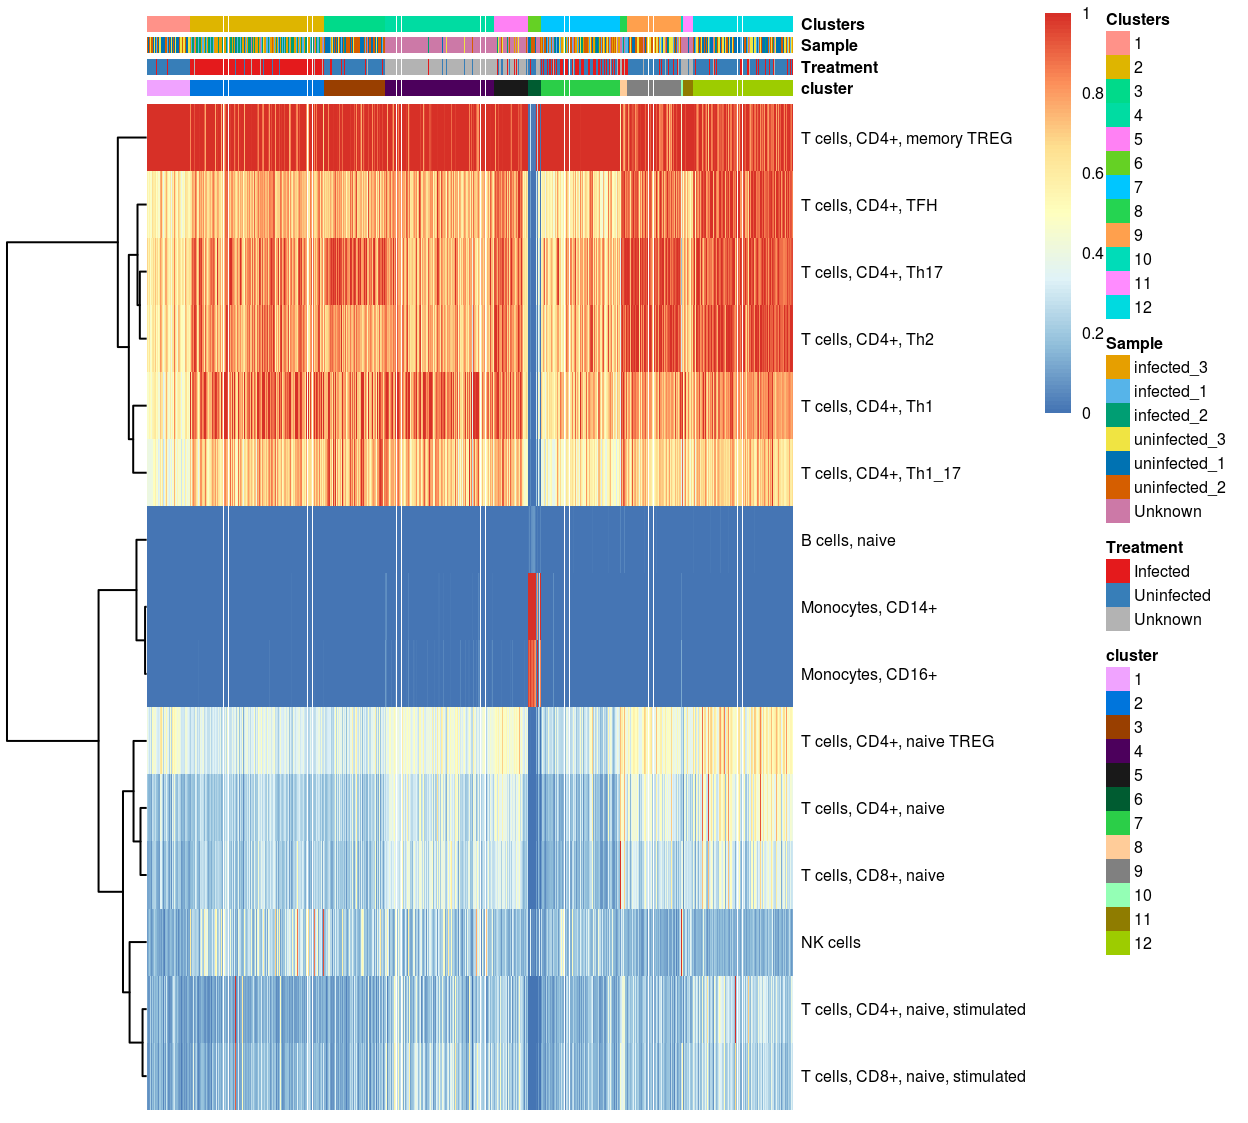 Clusters
Sample
Treatment
cluster
T cells, CD4+, memory TREG
T cells, CD4+, TFH
T cells, CD4+, Th17
T cells, CD4+, Th2
T cells, CD4+, Th1
T cells, CD4+, Th1_17
B cells, naive
Monocytes, CD14+
Monocytes, CD16+
T cells, CD4+, naive TREG
T cells, CD4+, naive
T cells, CD8+, naive
NK cells
T cells, CD4+, naive, stimulated
T cells, CD8+, naive, stimulated
1
0.8
0.6
0.4
0.2
0
Clusters
1
2
3
4
5
6
7
8
9
10
11
12
Sample
infected_3
infected_1
infected_2
uninfected_3
uninfected_1
uninfected_2
Unknown
Treatment
Infected
Uninfected
Unknown
cluster
1
2
3
4
5
6
7
8
9
10
11
12